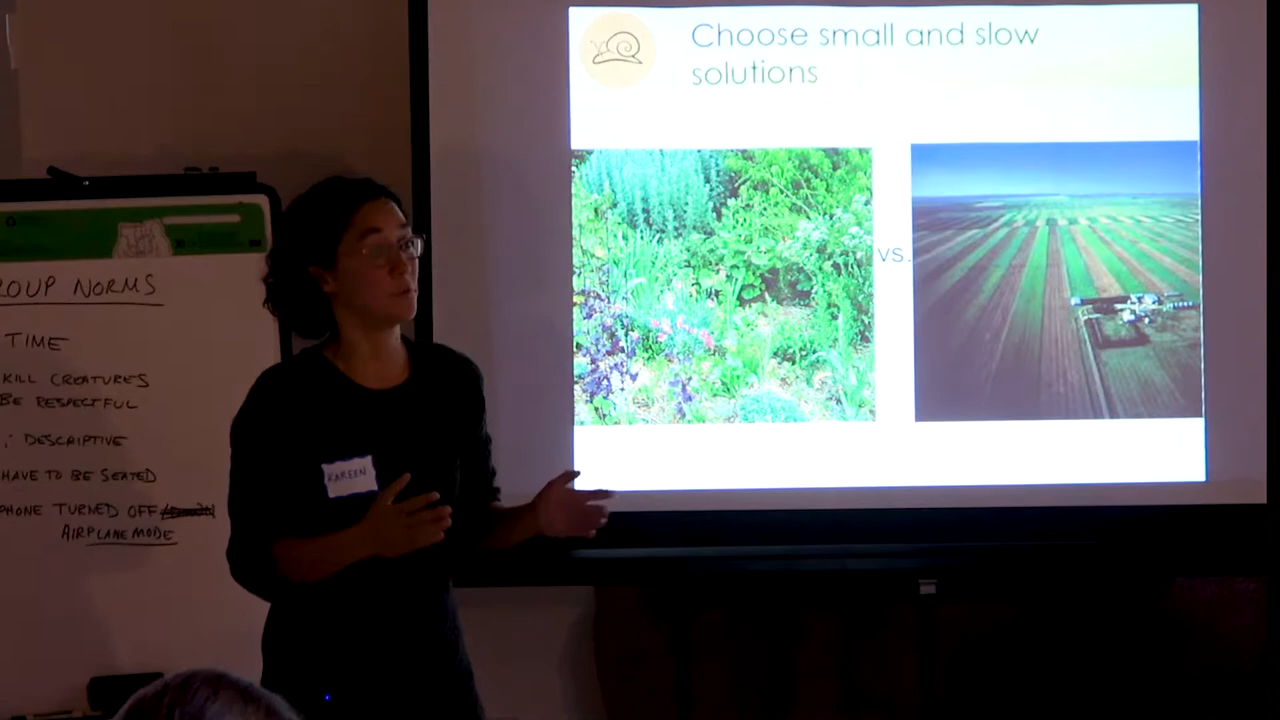 Choose small and slow
solutions
vs.
ROUP NORMS
TIME
KILL CREATURES
BE RESPECTFUL
: DESCRIPTIVE
HAVE TO BE SEATED
PHONE TURNED OFF
AIRPLANE MODE
KAREEN